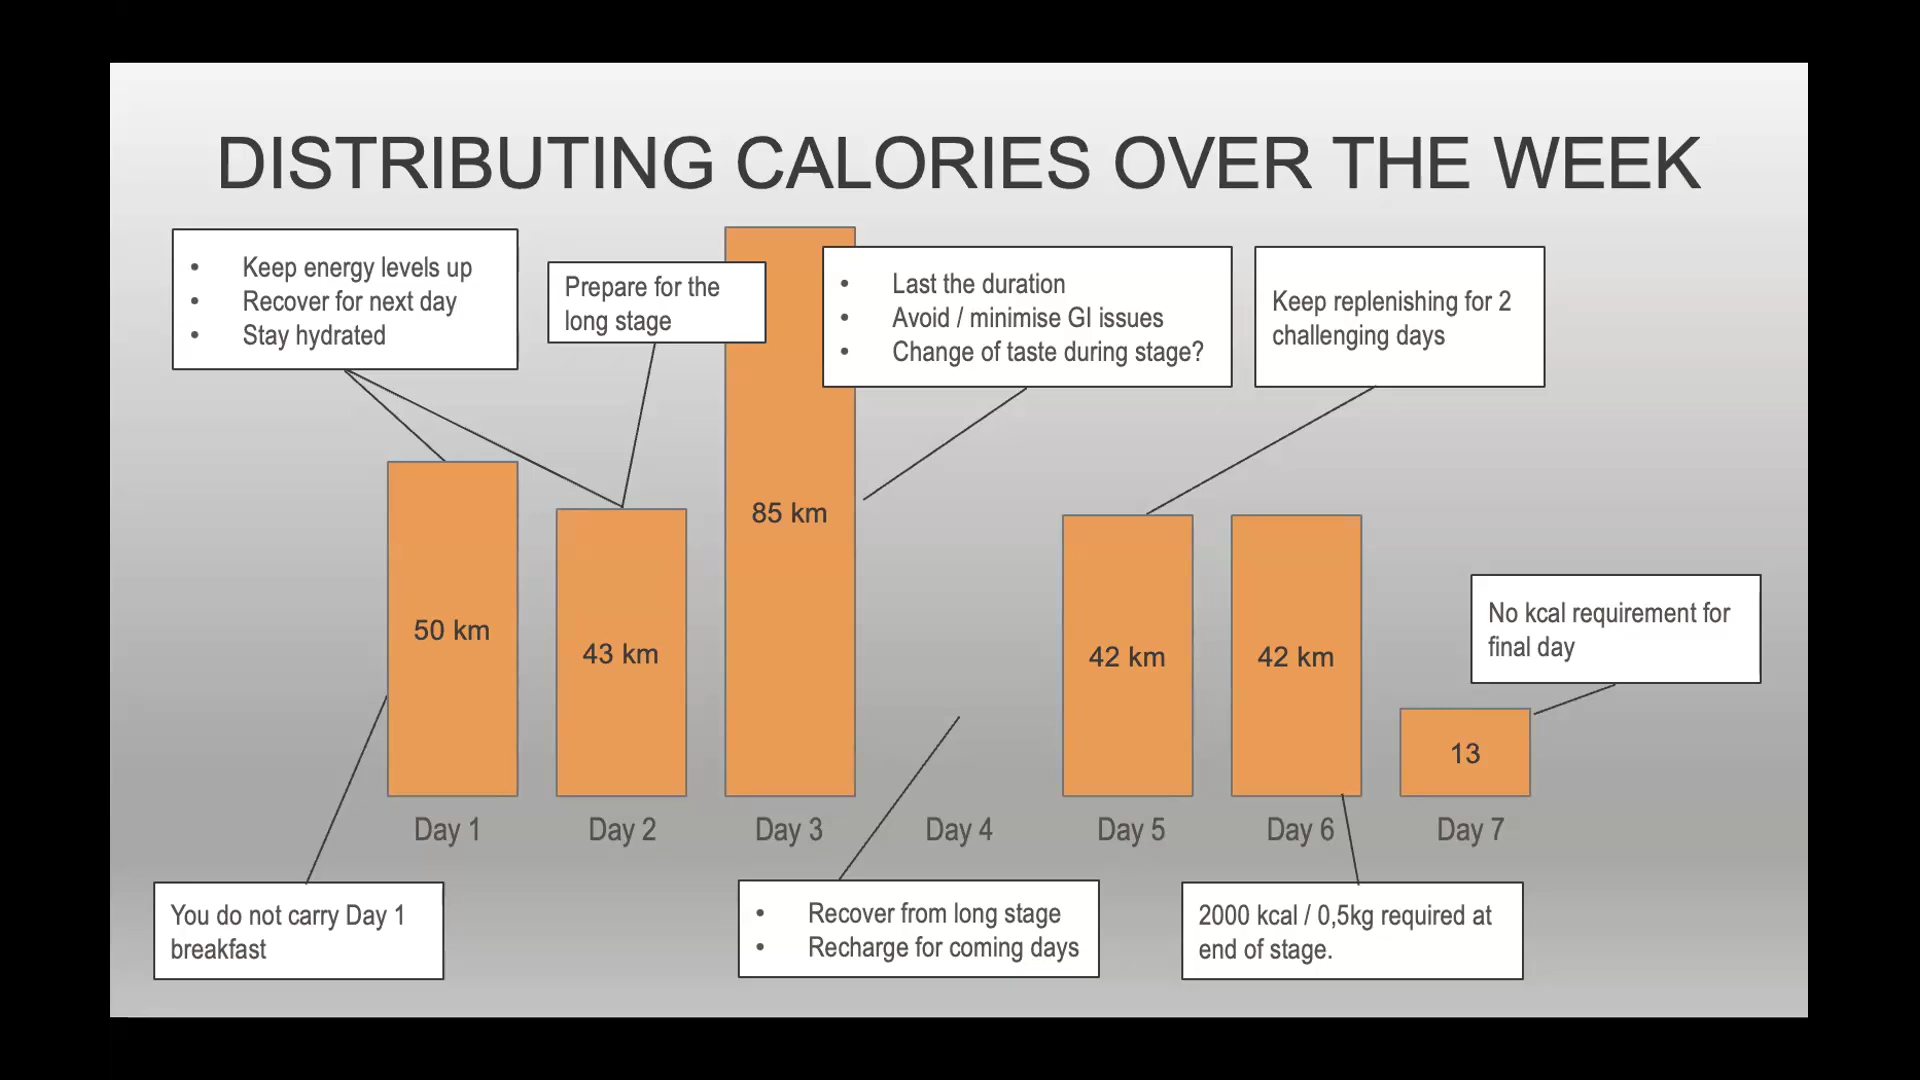 DISTRIBUTING CALORIES OVER THE WEEK
• Keep energy levels up
• Recover for next day
• Stay hydrated
Prepare for the
long stage
• Last the duration
• Avoid / minimise GI issues
• Change of taste during stage?
Keep replenishing for 2
challenging days
No kcal requirement for
final day
50 km
43 km
85 km
42 km
42 km
13
Day 1
Day 2
Day 3
Day 4
Day 5
Day 6
Day 7
You do not carry Day 1
breakfast
• Recover from long stage
• Recharge for coming days
2000 kcal / 0,5kg required at
end of stage.